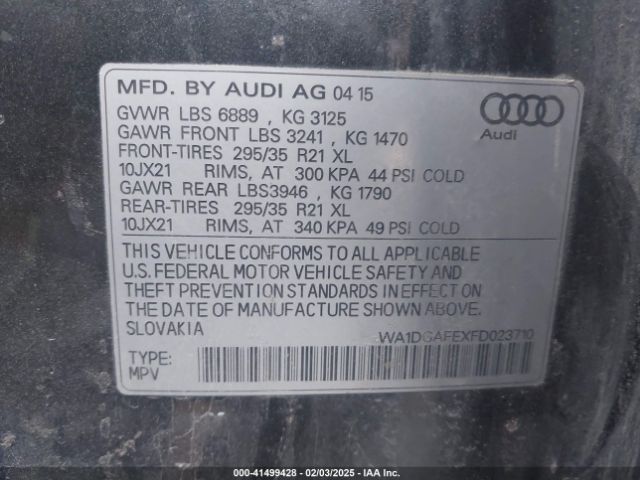 MFD. BY AUDI AG 04 15
GVWR LBS 6889 , KG 3125
GAWR FRONT LBS 3241 , KG 1470
FRONT-TIRES 295/35 R21 XL
10JX21 RIMS, AT 300 KPA 44 PSI COLD
GAWR REAR LBS3946 , KG 1790
REAR-TIRES 295/35 R21 XL
10JX21 RIMS, AT 340 KPA 49 PSI COLD
Audi
THIS VEHICLE CONFORMS TO ALL APPLICABLE
U.S. FEDERAL MOTOR VEHICLE SAFETY AND
THEFT PREVENTION STANDARDS IN EFFECT ON
THE DATE OF MANUFACTURE SHOWN ABOVE.
SLOVAKIA
WA1DGAFEXFD023710
TYPE:
MPV
000-41499428 - 02/03/2025 - IAA Inc.